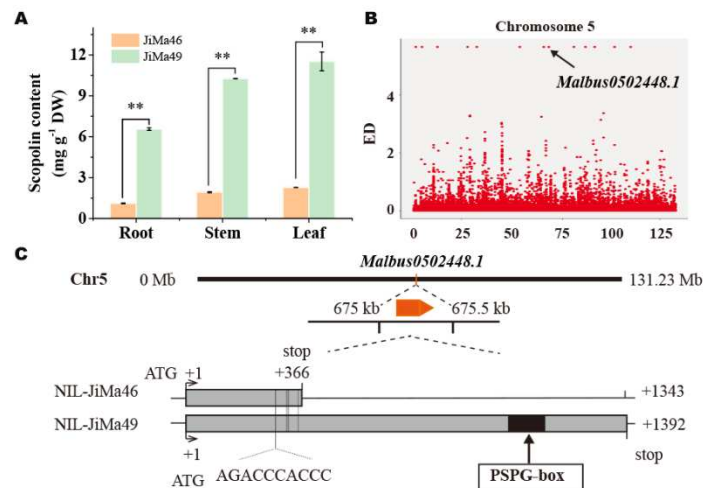 A
JiMa46
JiMa49
Scopolin content
(mg g⁻¹ DW)
12
9
6
3
0
**
**
**
Root
Stem
Leaf
B
Chromosome 5
Malbus0502448.1
ED
4
2
0
0
25
50
75
100
125
C
Malbus0502448.1
Chr5
0 Mb
131.23 Mb
675 kb
675.5 kb
stop
ATG
+1
+366
NIL-JiMa46
+1343
NIL-JiMa49
+1392
+1
stop
ATG
AGACCCACCC
PSPG-box